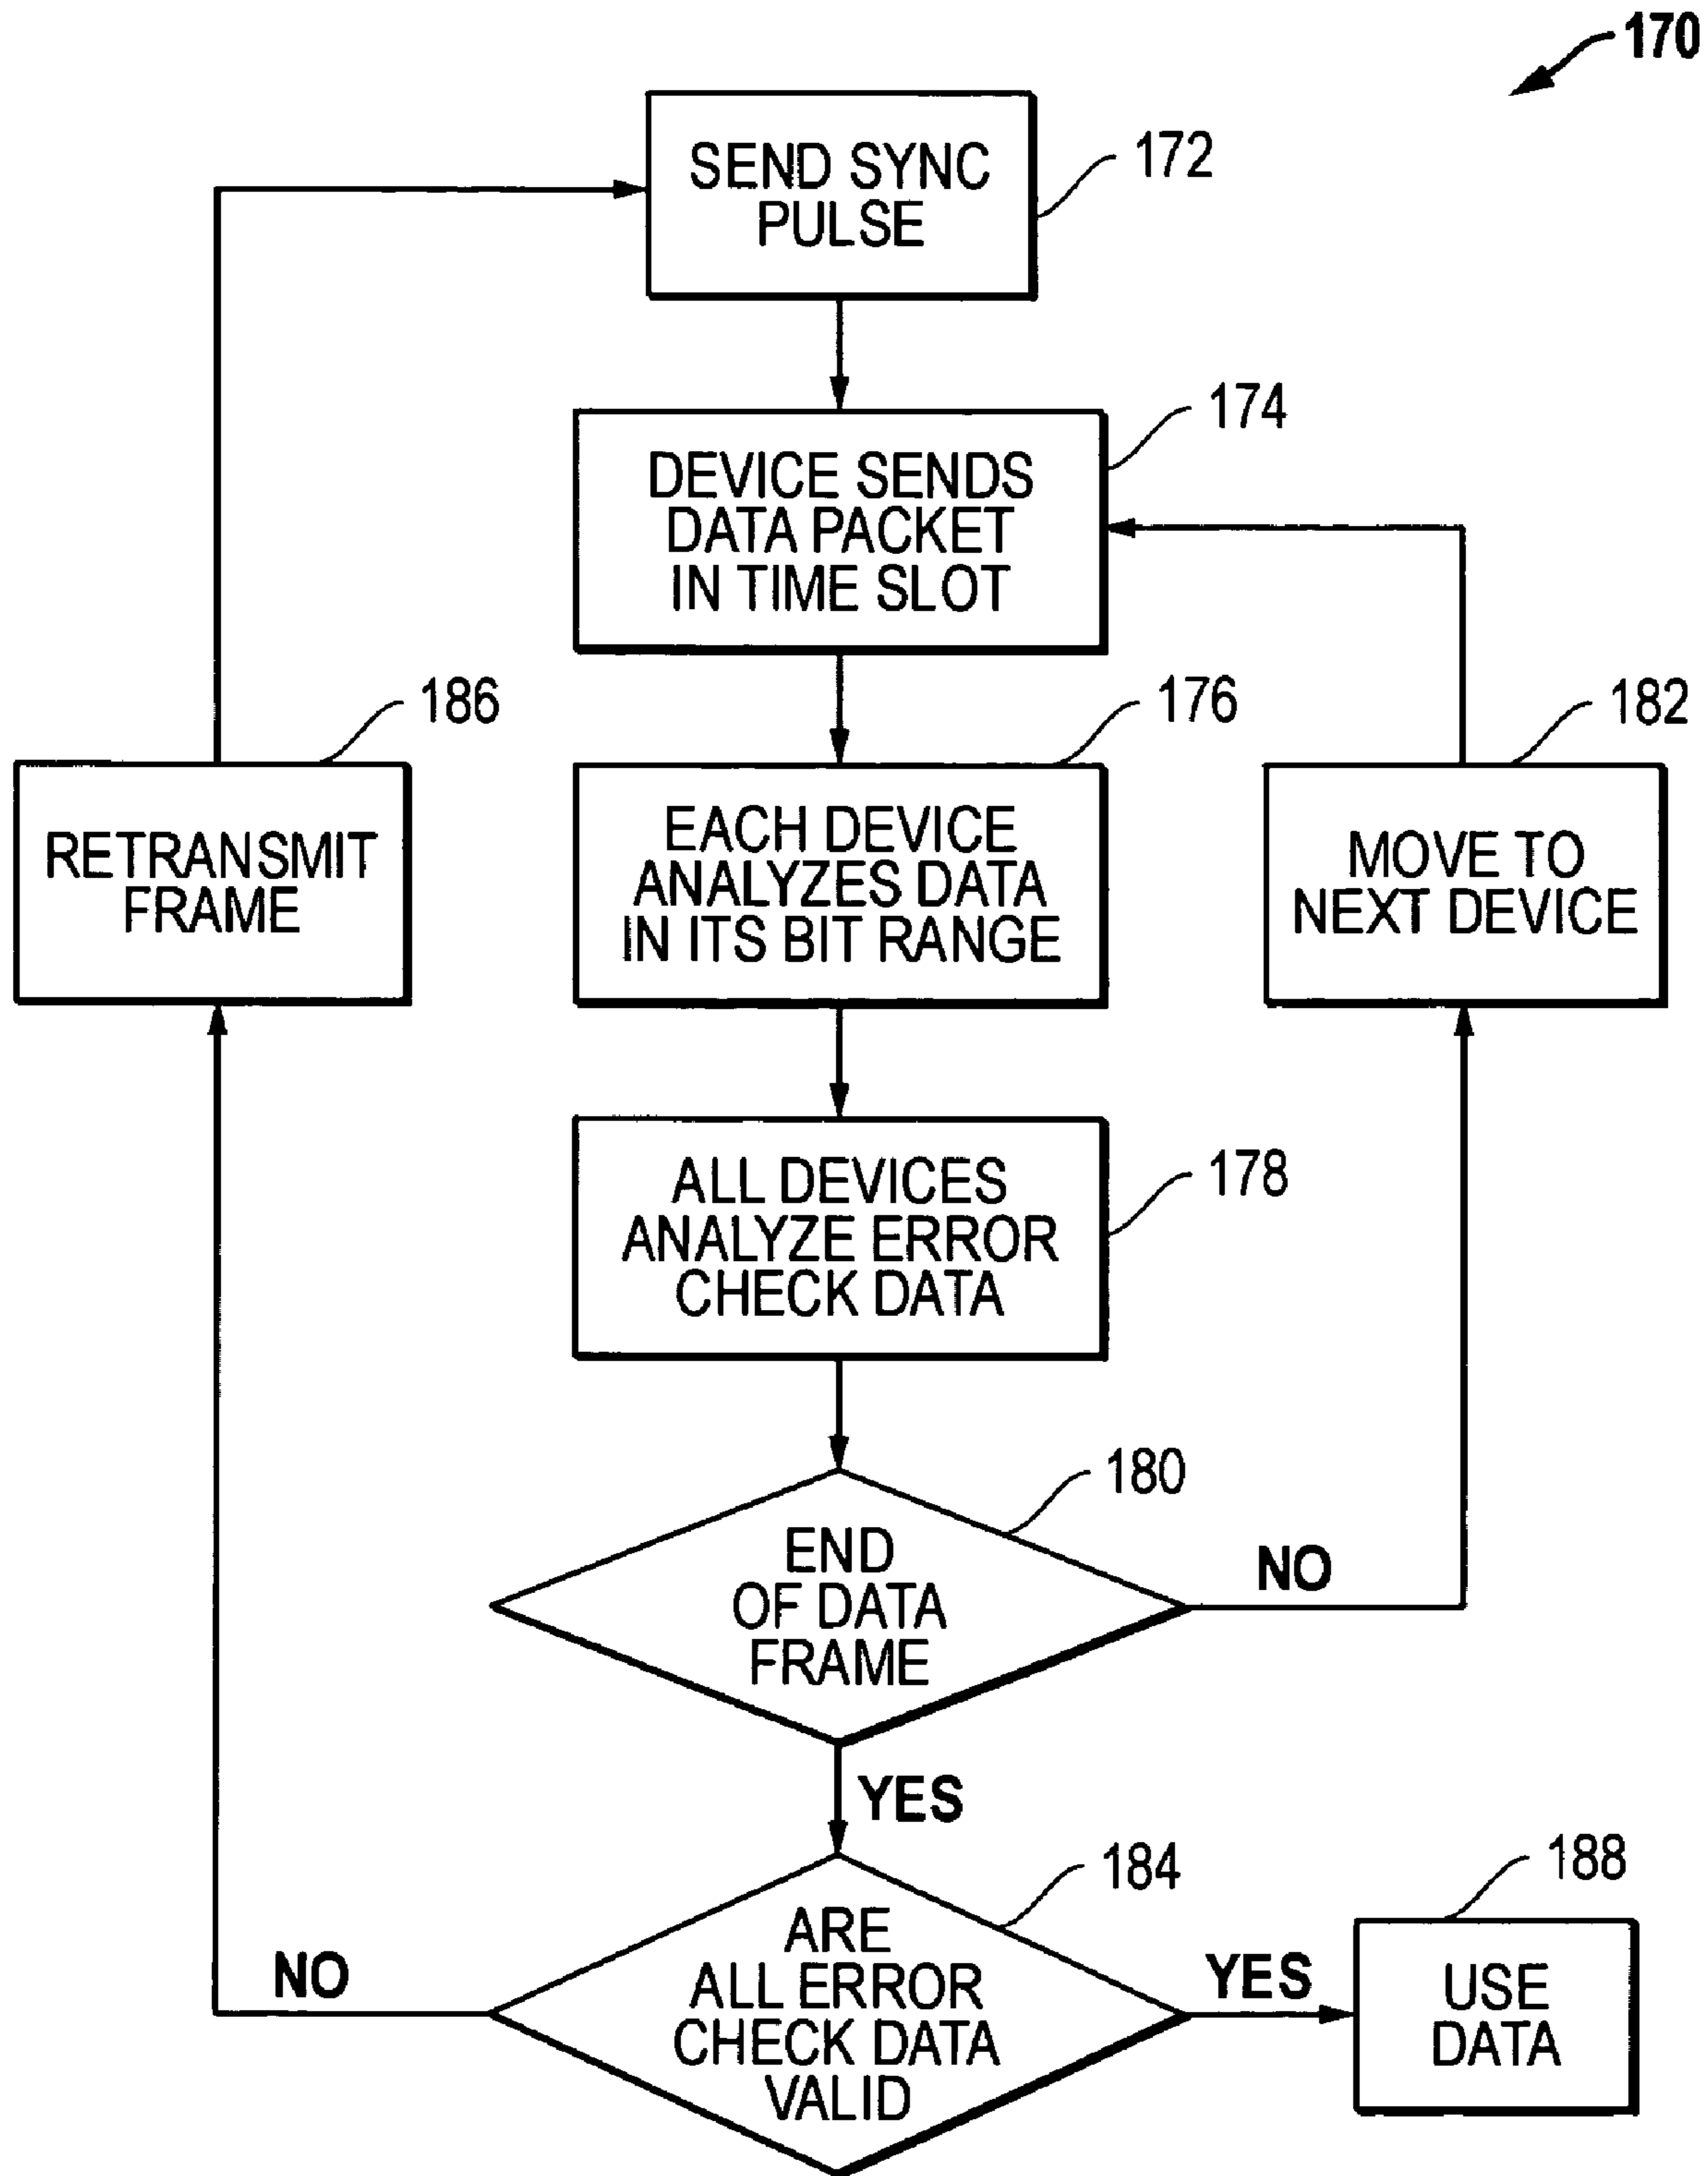 170
SEND SYNC
PULSE
172
DEVICE SENDS
DATA PACKET
IN TIME SLOT
174
EACH DEVICE
ANALYZES DATA
IN ITS BIT RANGE
176
RETRANSMIT
FRAME
186
MOVE TO
NEXT DEVICE
182
ALL DEVICES
ANALYZE ERROR
CHECK DATA
178
END
OF DATA
FRAME
180
NO
YES
ARE
ALL ERROR
CHECK DATA
VALID
184
NO
YES
USE
DATA
188